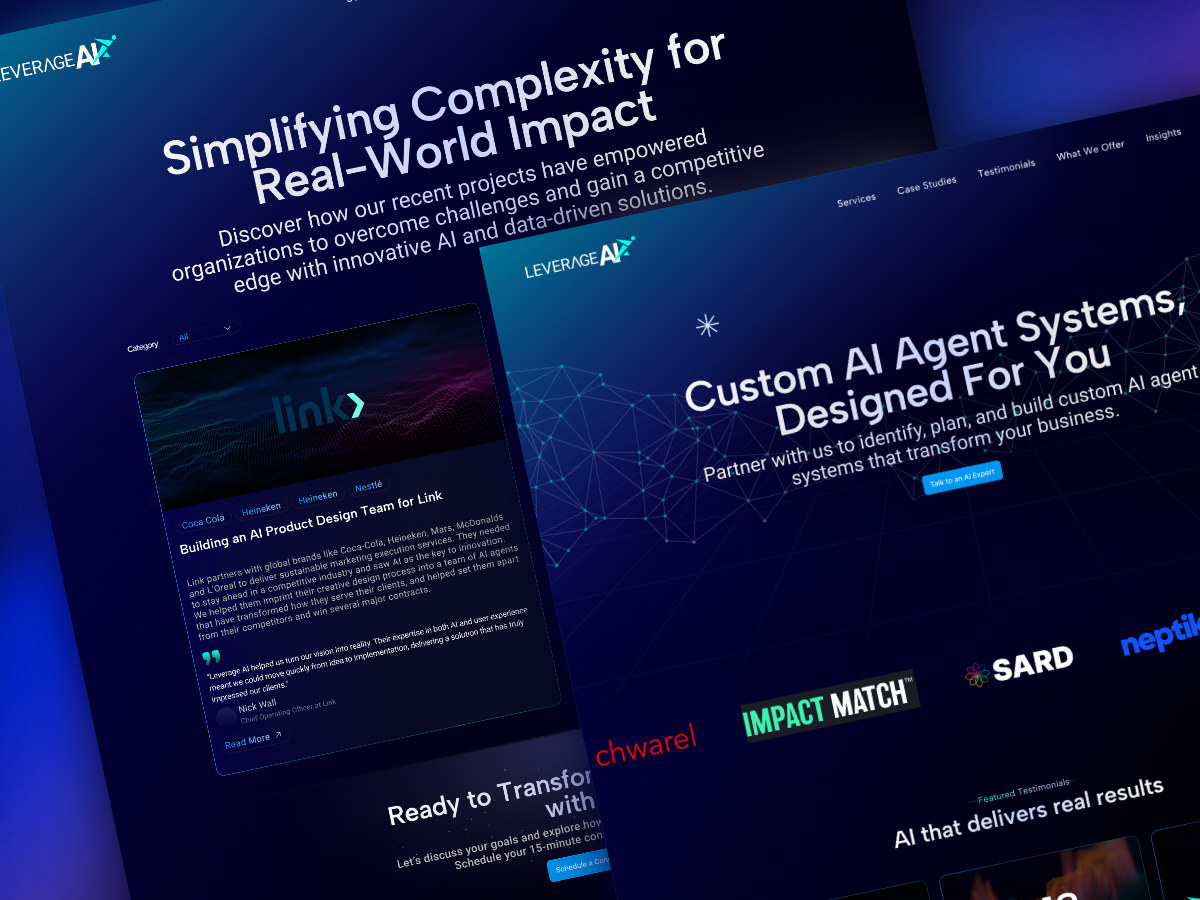 LEVERAGE AI
Simplifying Complexity for
Real-World Impact
Discover how our recent projects have empowered
organizations to overcome challenges and gain a competitive
edge with innovative AI and data-driven solutions.
Category
All
link
Coca Cola
Heineken
Heineken
Nestlé
Building an AI Product Design Team for Link
Link partners with global brands like Coca-Cola, Heineken, Mars, McDonalds
and L'Oreal to deliver sustainable marketing execution services. They needed
to stay ahead in a competitive industry and saw AI as the key to innovation.
We helped them imprint their creative design process into a team of AI agents
that have transformed how they serve their clients, and helped set them apart
from their competitors and win several major contracts.
"Leverage AI helped us turn our vision into reality. Their expertise in both AI and user experience
meant we could move quickly from idea to implementation, delivering a solution that has truly
impressed our clients."
Nick Wall
Chief Operating Officer at Link
Read More
Ready to Transfor
with
Let's discuss your goals and explore how
Schedule your 15-minute con
Schedule a Con
Services
Case Studies
Testimonials
What We Offer
Insights
LEVERAGE AI
Custom AI Agent Systems,
Designed For You
Partner with us to identify, plan, and build custom AI agent
systems that transform your business.
Talk to an AI Expert
chwarel
IMPACT MATCH™
SARD
neptik
Featured Testimonials
AI that delivers real results